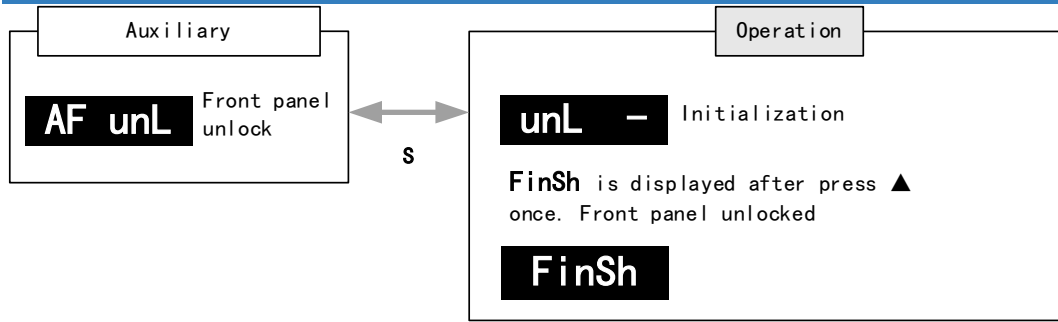 Auxiliary
AF unL
Front panel
unlock
S
Operation
unL –
Initialization
FinSh is displayed after press ▲
once. Front panel unlocked
FinSh